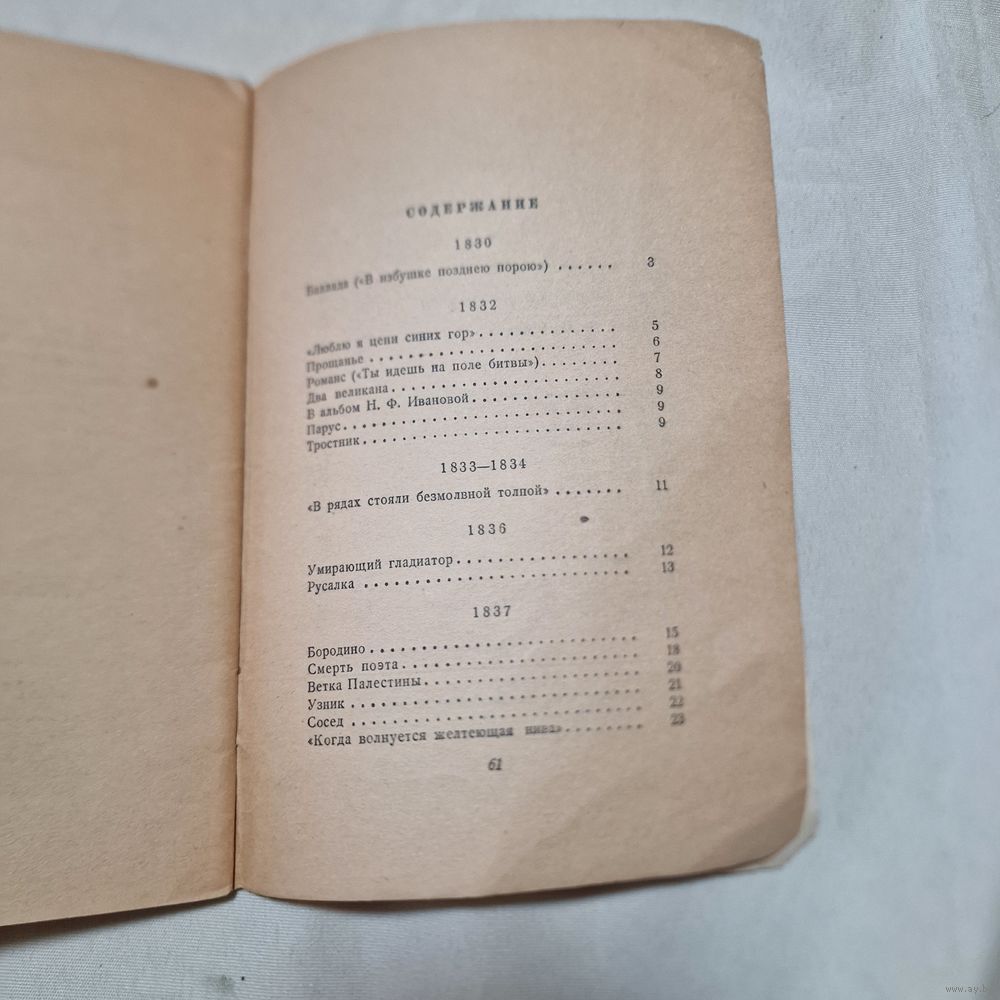 СОДЕРЖАНИЕ
1830
Баллада («В избушке позднею порою») . . . . . . 3
1832
«Люблю я цепи синих гор» . . . . . . . . . . . . . 5
Прощанье . . . . . . . . . . . . . . . . . . . . 6
Романс («Ты идешь на поле битвы») . . . . . . . 7
Два великана . . . . . . . . . . . . . . . . . . 8
В альбом Н. Ф. Ивановой . . . . . . . . . . . . . 9
Парус . . . . . . . . . . . . . . . . . . . . . . 9
Тростник . . . . . . . . . . . . . . . . . . . . 9
1833—1834
«В рядах стояли безмолвной толпой» . . . . . . . 11
1836
Умирающий гладиатор . . . . . . . . . . . . . . . 12
Русалка . . . . . . . . . . . . . . . . . . . . . 13
1837
Бородино . . . . . . . . . . . . . . . . . . . . 15
Смерть поэта . . . . . . . . . . . . . . . . . . 18
Ветка Палестины . . . . . . . . . . . . . . . . . 20
Узник . . . . . . . . . . . . . . . . . . . . . . 21
Сосед . . . . . . . . . . . . . . . . . . . . . . 22
«Когда волнуется желтеющая нива» . . . . . . . . 23
61